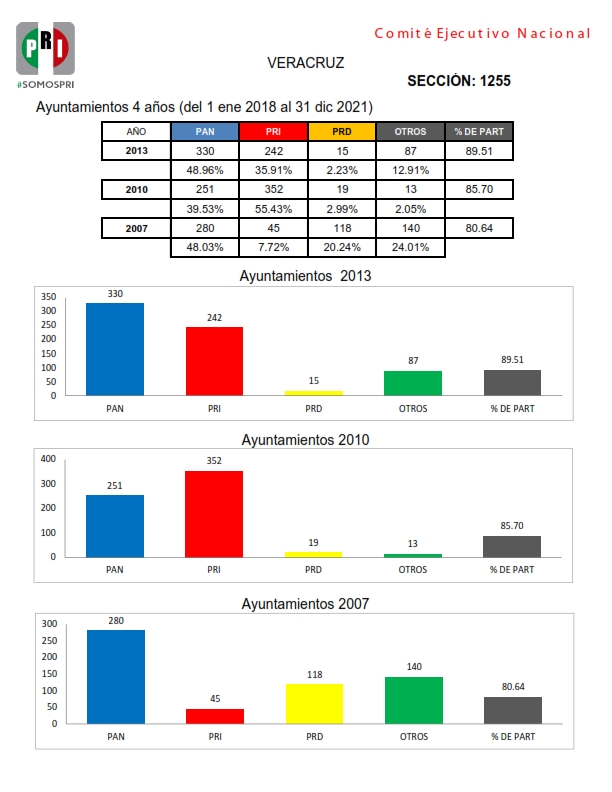 Comité Ejecutivo Nacional
PRI
#SOMOSPRI
VERACRUZ
SECCIÓN: 1255
Ayuntamientos 4 años (del 1 ene 2018 al 31 dic 2021)
AÑO PAN PRI PRD OTROS % DE PART
2013 330 242 15 87 89.51
48.96% 35.91% 2.23% 12.91%
2010 251 352 19 13 85.70
39.53% 55.43% 2.99% 2.05%
2007 280 45 118 140 80.64
48.03% 7.72% 20.24% 24.01%
Ayuntamientos 2013
350
300
250
200
150
100
50
0
330 242 15 87 89.51
PAN PRI PRD OTROS % DE PART
Ayuntamientos 2010
400
300
200
100
0
251 352 19 13 85.70
PAN PRI PRD OTROS % DE PART
Ayuntamientos 2007
300
250
200
150
100
50
0
280 45 118 140 80.64
PAN PRI PRD OTROS % DE PART